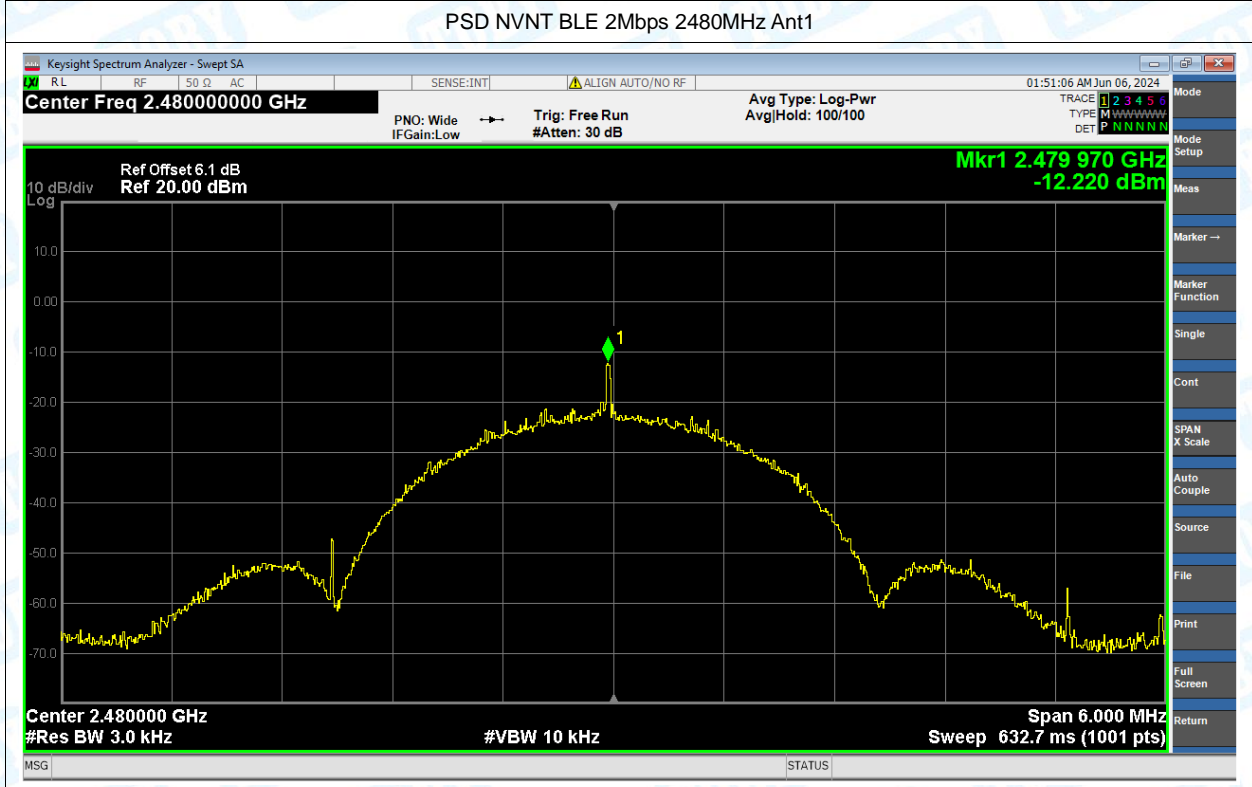 PSD NVNT BLE 2Mbps 2480MHz Ant1
Keysight Spectrum Analyzer - Swept SA
LXI RL RF 50 Ω AC SENSE:INT ALIGN AUTO/NO RF 01:51:06 AM Jun 06, 2024
Center Freq 2.480000000 GHz
PNO: Wide
IFGain:Low
Trig: Free Run
#Atten: 30 dB
Avg Type: Log-Pwr
Avg|Hold: 100/100
TRACE 1 2 3 4 5 6
TYPE M WWWWW
DET P N N N N N
Ref Offset 6.1 dB
Ref 20.00 dBm
10 dB/div
Log
Mkr1 2.479 970 GHz
-12.220 dBm
10.0
0.00
-10.0
-20.0
-30.0
-40.0
-50.0
-60.0
-70.0
1
Center 2.480000 GHz
Span 6.000 MHz
#Res BW 3.0 kHz
#VBW 10 kHz
Sweep 632.7 ms (1001 pts)
MSG
STATUS
Mode
Mode
Setup
Meas
Marker →
Marker
Function
Single
Cont
SPAN
X Scale
Auto
Couple
Source
File
Print
Full
Screen
Return